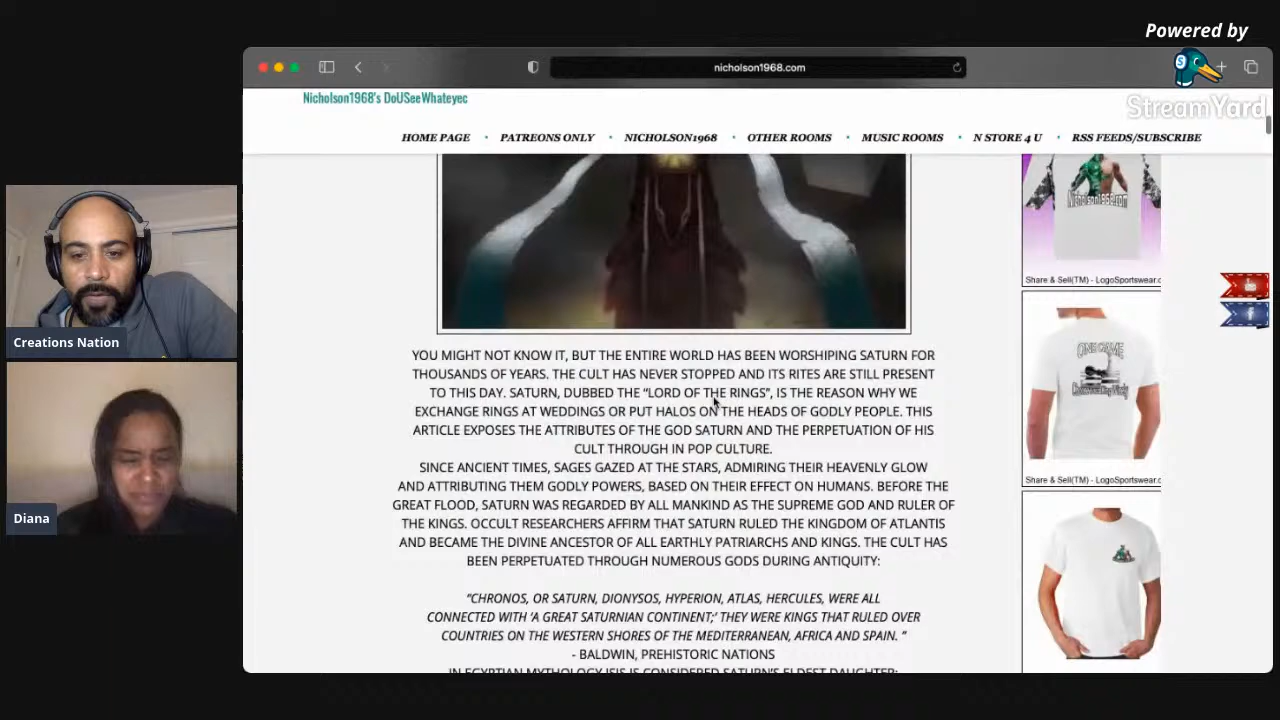 Powered by
StreamYard
nicholson1968.com
Nicholson1968's DoUSeeWhateyec
HOME PAGE • PATREONS ONLY • NICHOLSON1968 • OTHER ROOMS • MUSIC ROOMS • N STORE 4 U • RSS FEEDS/SUBSCRIBE
Creations Nation
Diana
YOU MIGHT NOT KNOW IT, BUT THE ENTIRE WORLD HAS BEEN WORSHIPING SATURN FOR
THOUSANDS OF YEARS. THE CULT HAS NEVER STOPPED AND ITS RITES ARE STILL PRESENT
TO THIS DAY. SATURN, DUBBED THE “LORD OF THE RINGS”, IS THE REASON WHY WE
EXCHANGE RINGS AT WEDDINGS OR PUT HALOS ON THE HEADS OF GODLY PEOPLE. THIS
ARTICLE EXPOSES THE ATTRIBUTES OF THE GOD SATURN AND THE PERPETUATION OF HIS
CULT THROUGH IN POP CULTURE.
SINCE ANCIENT TIMES, SAGES GAZED AT THE STARS, ADMIRING THEIR HEAVENLY GLOW
AND ATTRIBUTING THEM GODLY POWERS, BASED ON THEIR EFFECT ON HUMANS. BEFORE THE
GREAT FLOOD, SATURN WAS REGARDED BY ALL MANKIND AS THE SUPREME GOD AND RULER OF
THE KINGS. OCCULT RESEARCHERS AFFIRM THAT SATURN RULED THE KINGDOM OF ATLANTIS
AND BECAME THE DIVINE ANCESTOR OF ALL EARTHLY PATRIARCHS AND KINGS. THE CULT HAS
BEEN PERPETUATED THROUGH NUMEROUS GODS DURING ANTIQUITY:
“CHRONOS, OR SATURN, DIONYSOS, HYPERION, ATLAS, HERCULES, WERE ALL
CONNECTED WITH ‘A GREAT SATURNIAN CONTINENT;’ THEY WERE KINGS THAT RULED OVER
COUNTRIES ON THE WESTERN SHORES OF THE MEDITERRANEAN, AFRICA AND SPAIN. ”
- BALDWIN, PREHISTORIC NATIONS
IN EGYPTIAN MYTHOLOGY ISIS IS CONSIDERED SATURN'S ELDEST DAUGHTER:
Nicholson1968.com
Share & Sell(TM) - LogoSportswear.c
Share & Sell(TM) - LogoSportswear.c